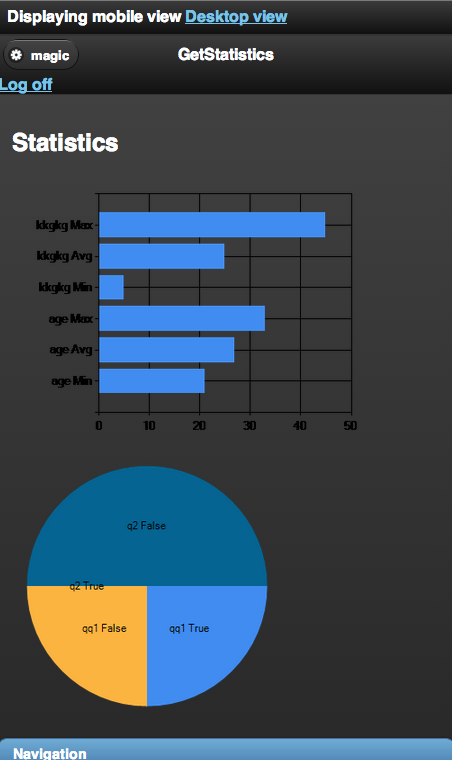 Displaying mobile view Desktop view
magic
GetStatistics
Log off
Statistics
kkgkg Max
kkgkg Avg
kkgkg Min
age Max
age Avg
age Min
0 10 20 30 40 50
q2 False
q2 True
qq1 False qq1 True
Navigation